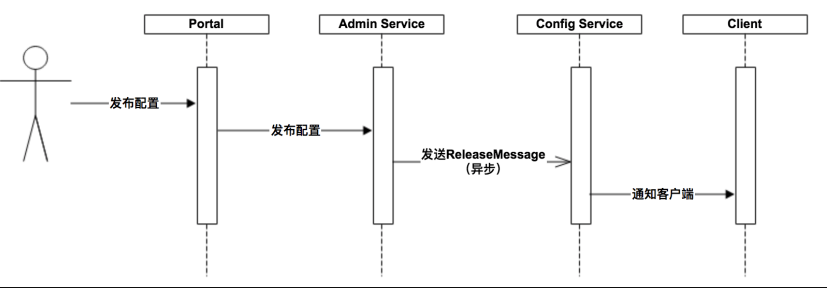 Portal
Admin Service
Config Service
Client
发布配置
发布配置
发送ReleaseMessage
（异步）
通知客户端